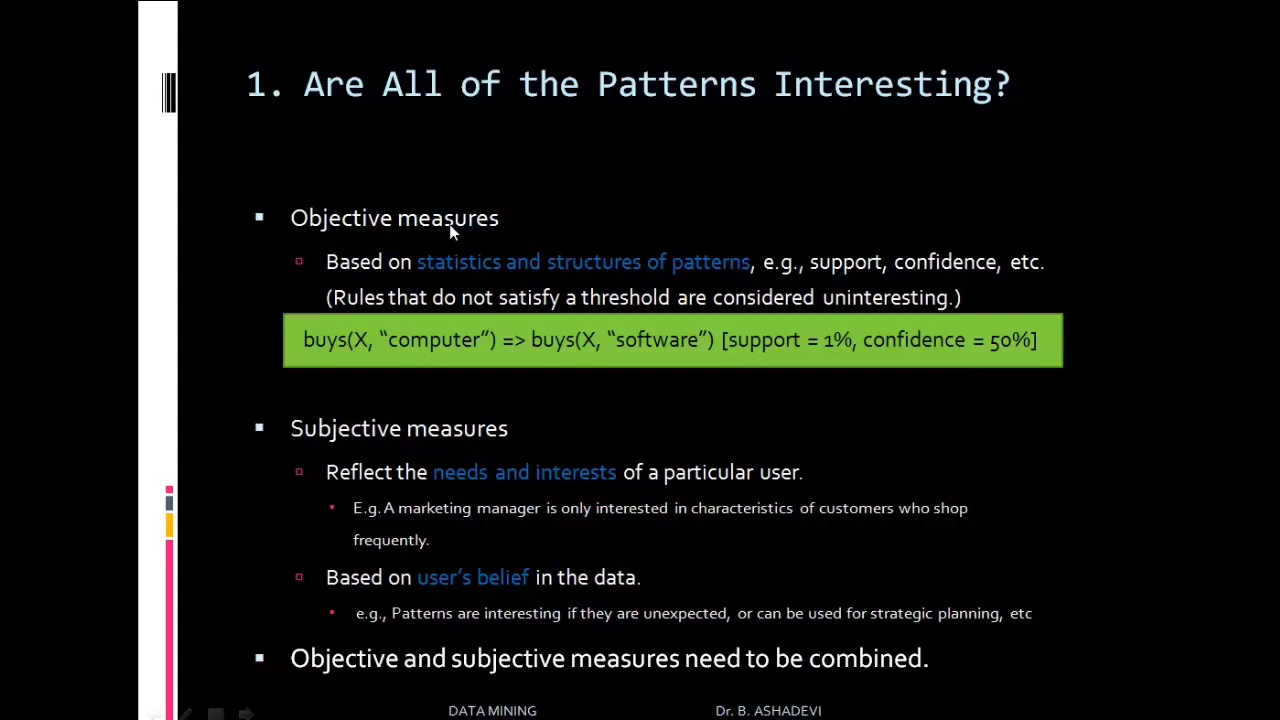 1. Are All of the Patterns Interesting?
Objective measures
Based on statistics and structures of patterns, e.g., support, confidence, etc.
(Rules that do not satisfy a threshold are considered uninteresting.)
buys(X, “computer”) => buys(X, “software”) [support = 1%, confidence = 50%]
Subjective measures
Reflect the needs and interests of a particular user.
E.g. A marketing manager is only interested in characteristics of customers who shop
frequently.
Based on user’s belief in the data.
e.g., Patterns are interesting if they are unexpected, or can be used for strategic planning, etc
Objective and subjective measures need to be combined.
DATA MINING
Dr. B. ASHADEVI